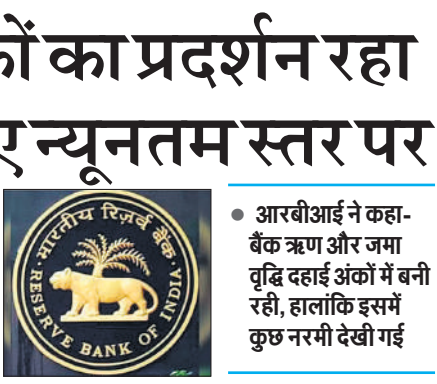 का प्रदर्शन रहा
न्यूनतम स्तर पर
भारतीय रिज़र्व बैंक
RESERVE BANK OF INDIA
● आरबीआई ने कहा-
बैंक ऋण और जमा
वृद्धि दहाई अंकों में बनी
रही, हालांकि इसमें
कुछ नरमी देखी गई